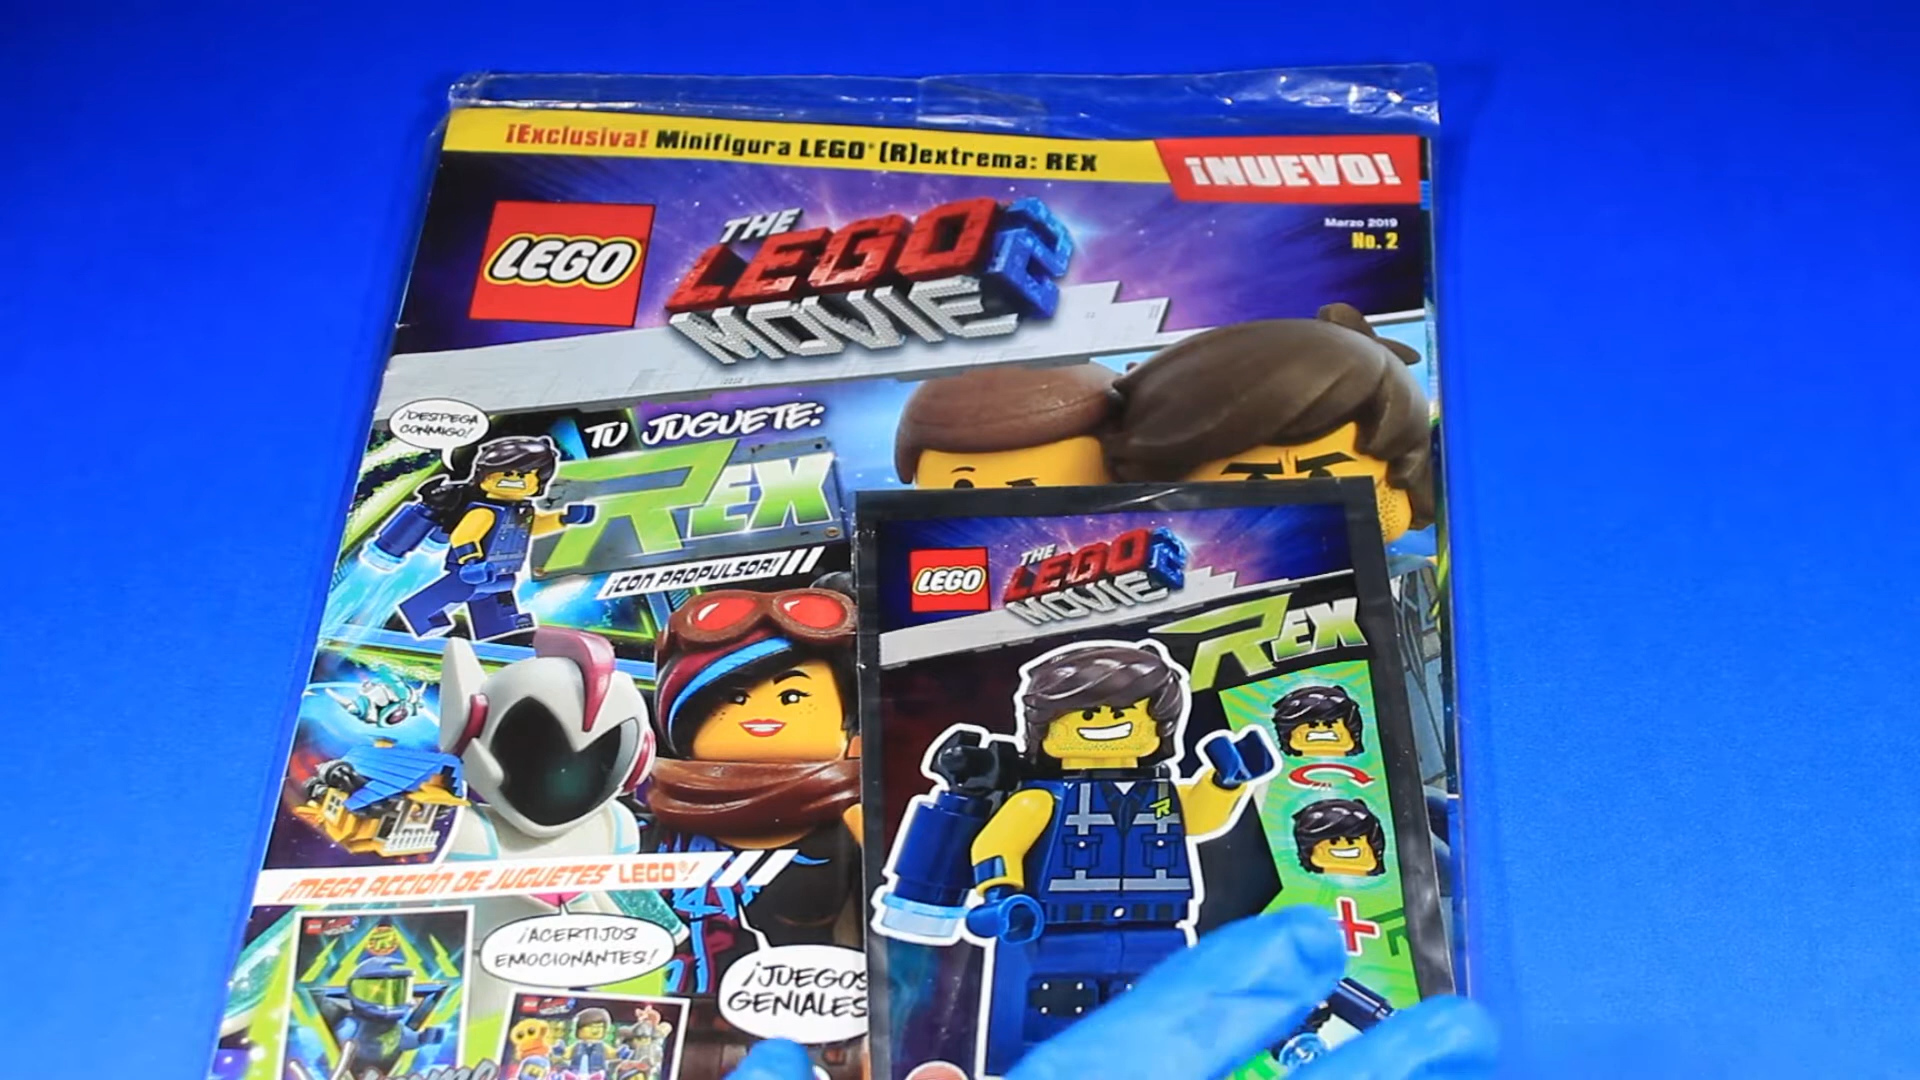 ¡Exclusiva! Minifigura LEGO® (R)extrema: REX
¡NUEVO!
Marzo 2019
No. 2
LEGO
THE
LEGO 2
MOVIE
¡DESPEGA
CONMIGO!
TU JUGUETE:
REX
¡CON PROPULSOR!
LEGO
THE
LEGO 2
MOVIE
REX
R
¡MEGA ACCIÓN DE JUGUETES LEGO®!
¡ACERTIJOS
EMOCIONANTES!
¡JUEGOS
GENIALES